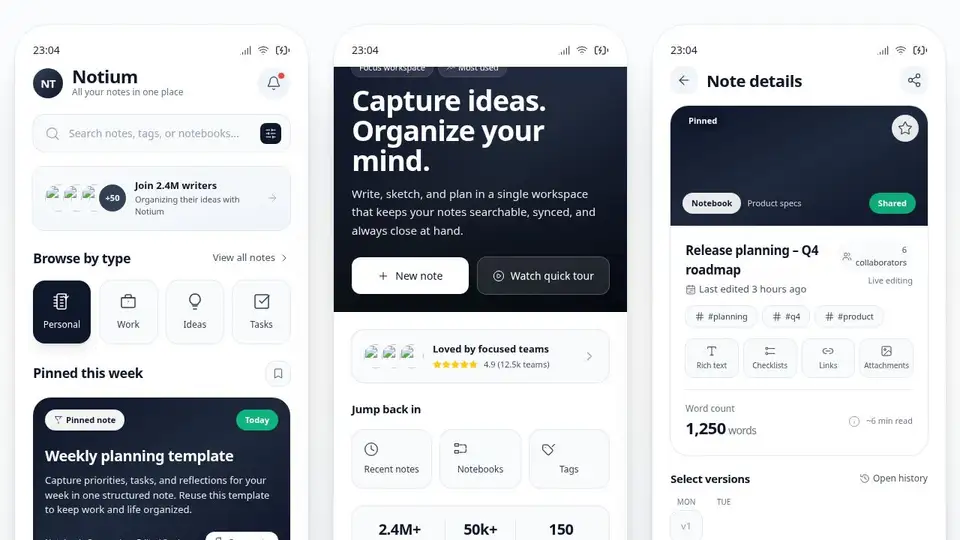 23:04
NT
Notium
All your notes in one place
Search notes, tags, or notebooks...
+50
Join 2.4M writers
Organizing their ideas with
Notium
Browse by type
View all notes
Personal
Work
Ideas
Tasks
Pinned this week
Pinned note
Today
Weekly planning template
Capture priorities, tasks, and reflections for your
week in one structured note. Reuse this template
to keep work and life organized.
23:04
Focus workspace
Most used
Capture ideas.
Organize your
mind.
Write, sketch, and plan in a single workspace
that keeps your notes searchable, synced, and
always close at hand.
New note
Watch quick tour
Loved by focused teams
4.9 (12.5k teams)
Jump back in
Recent notes
Notebooks
Tags
2.4M+
50k+
150
23:04
Note details
Pinned
Notebook
Product specs
Shared
Release planning – Q4
roadmap
6
collaborators
Live editing
Last edited 3 hours ago
#planning
#q4
#product
Rich text
Checklists
Links
Attachments
Word count
1,250 words
~6 min read
Select versions
Open history
MON
TUE
v1